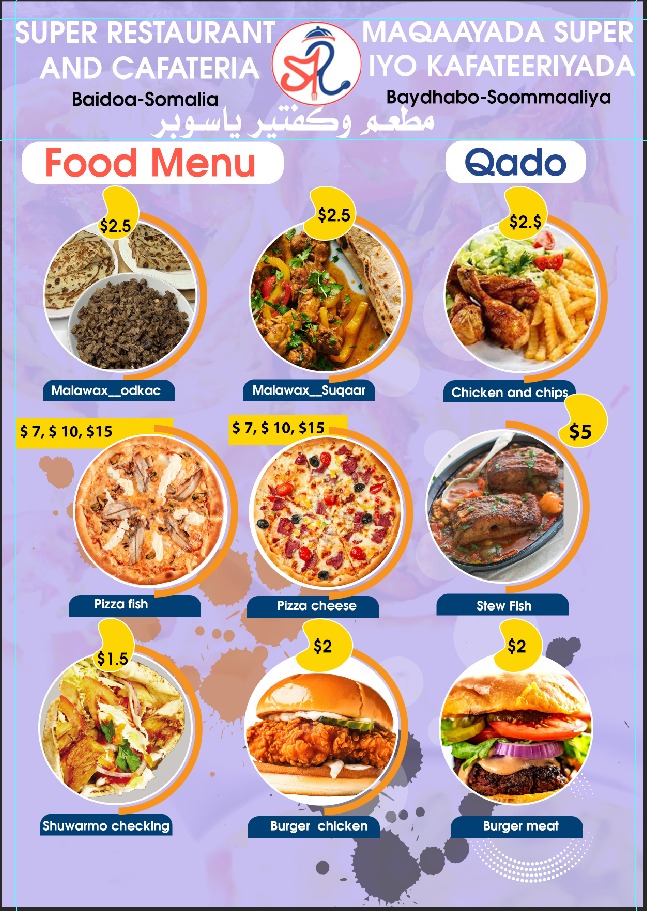 SUPER RESTAURANT
AND CAFATERIA
Baidoa-Somalia
MAQAAYADA SUPER
IYO KAFATEERIYADA
Baydhabo-Soommaaliya
مطعم وكفتير ياسوبر
Food Menu
Qado
$2.5
$2.5
$2.$
Malawax__odkac
Malawax__Suqaar
Chicken and chips
$ 7, $ 10, $15
$ 7, $ 10, $15
$5
Pizza fish
Pizza cheese
Stew Fish
$1.5
$2
$2
Shuwarmo checking
Burger chicken
Burger meat